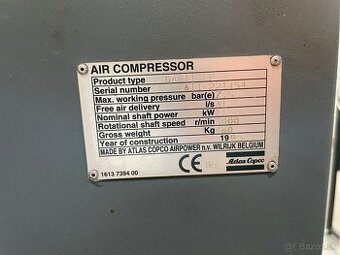 AIR COMPRESSOR
Product type
Serial number
Max. working pressure bar(e)
Free air delivery l/s
Nominal shaft power kW
Rotational shaft speed r/min
Gross weight Kg
Year of construction 19
MADE BY ATLAS COPCO AIRPOWER n.v. WILRIJK BELGIUM
CE Atlas Copco
1613 7394 00